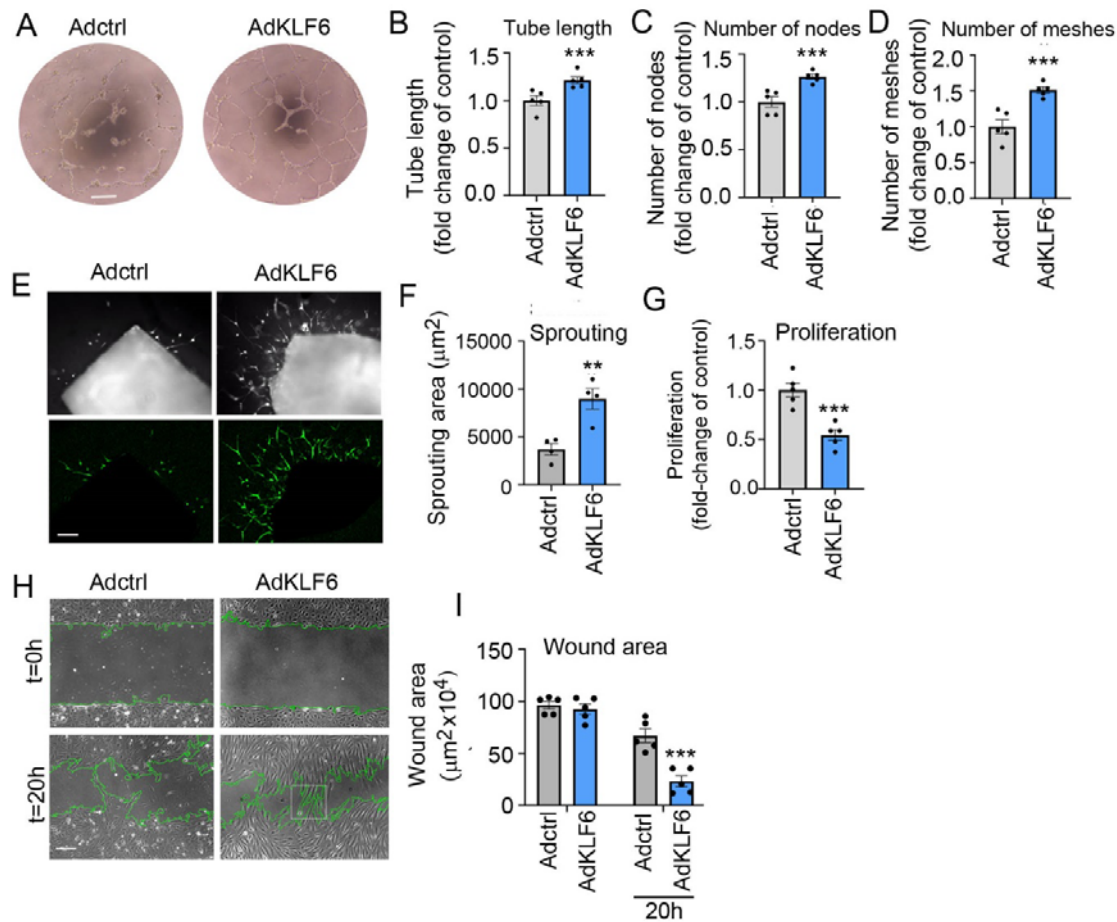 A
Adctrl
AdKLF6
B
Tube length
***
Tube length
(fold change of control)
1.5
1.0
0.5
0.0
Adctrl
AdKLF6
C
Number of nodes
***
Number of nodes
(fold change of control)
1.5
1.0
0.5
0.0
Adctrl
AdKLF6
D
Number of meshes
***
Number of meshes
(fold change of control)
2.0
1.5
1.0
0.5
0.0
Adctrl
AdKLF6
E
Adctrl
AdKLF6
F
Sprouting
**
Sprouting area (μm²)
15000
10000
5000
0
Adctrl
AdKLF6
G
Proliferation
***
Proliferation
(fold-change of control)
1.5
1.0
0.5
0.0
Adctrl
AdKLF6
H
Adctrl
AdKLF6
t=0h
t=20h
I
Wound area
***
Wound area
(μm²x10⁴)
150
100
50
0
Adctrl
AdKLF6
Adctrl
AdKLF6
20h